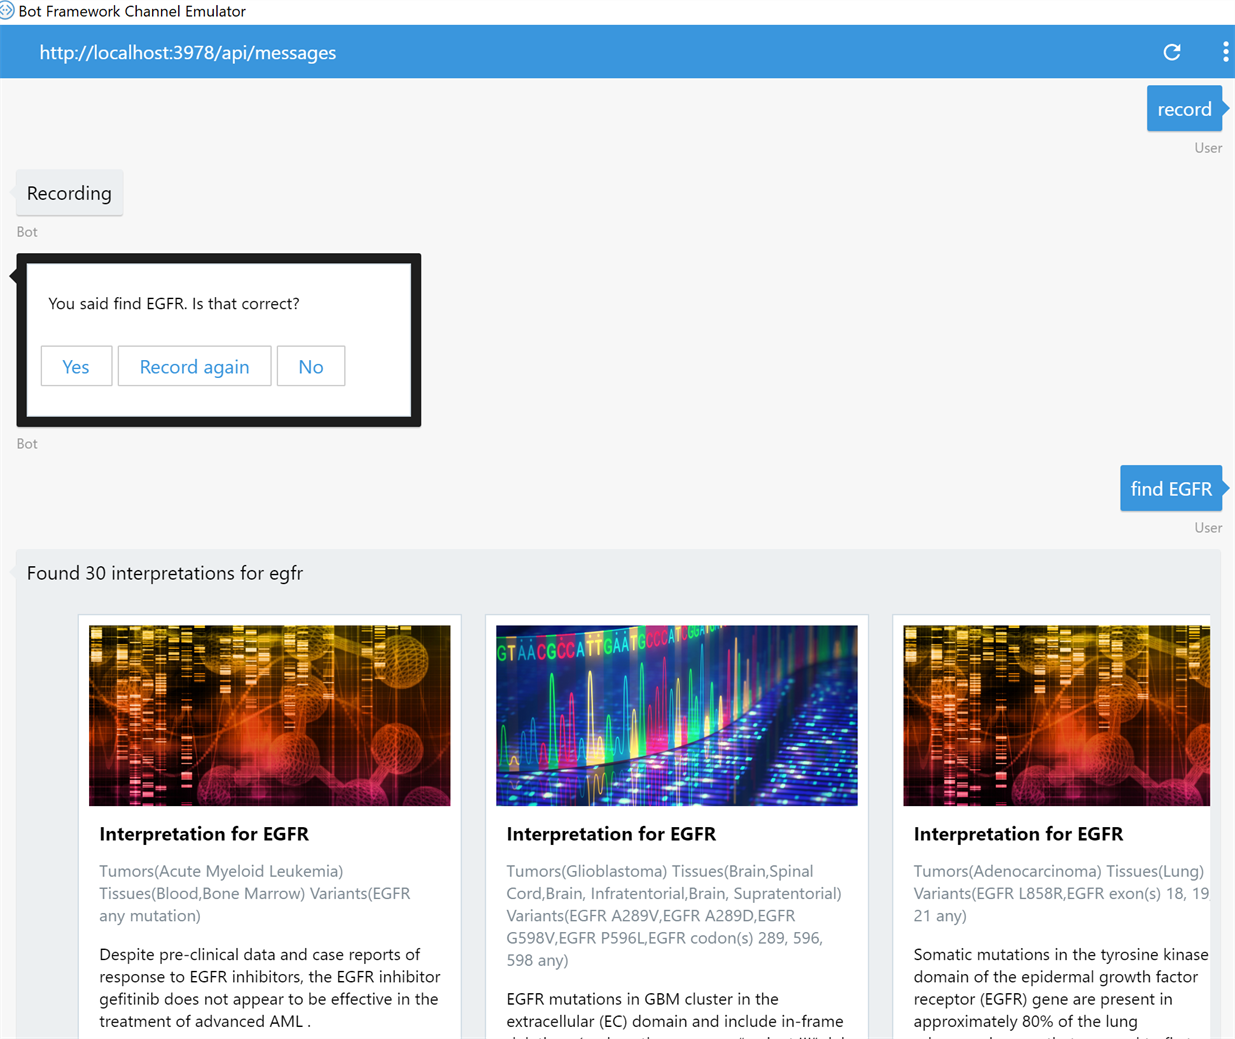 Bot Framework Channel Emulator
http://localhost:3978/api/messages
record
User
Recording
Bot
You said find EGFR. Is that correct?
Yes Record again No
Bot
find EGFR
User
Found 30 interpretations for egfr
Interpretation for EGFR
Tumors(Acute Myeloid Leukemia)
Tissues(Blood,Bone Marrow) Variants(EGFR
any mutation)
Despite pre-clinical data and case reports of
response to EGFR inhibitors, the EGFR inhibitor
gefitinib does not appear to be effective in the
treatment of advanced AML .
GTAACGCCATTGAATGCCCAT
Interpretation for EGFR
Tumors(Glioblastoma) Tissues(Brain,Spinal
Cord,Brain, Infratentorial,Brain, Supratentorial)
Variants(EGFR A289V,EGFR A289D,EGFR
G598V,EGFR P596L,EGFR codon(s) 289, 596,
598 any)
EGFR mutations in GBM cluster in the
extracellular (EC) domain and include in-frame
Interpretation for EGFR
Tumors(Adenocarcinoma) Tissues(Lung)
Variants(EGFR L858R,EGFR exon(s) 18, 19
21 any)
Somatic mutations in the tyrosine kinase
domain of the epidermal growth factor
receptor (EGFR) gene are present in
approximately 80% of the lung